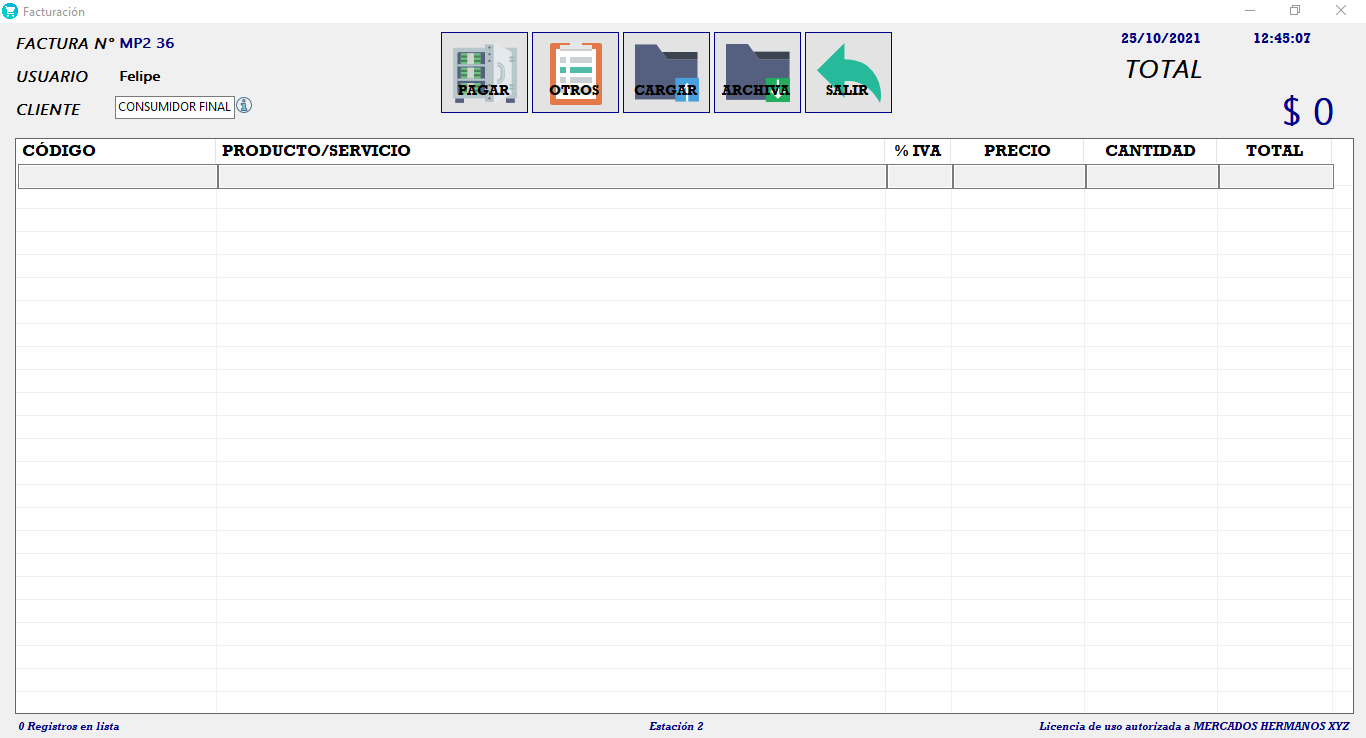 Facturación
FACTURA N° MP2 36
USUARIO Felipe
CLIENTE CONSUMIDOR FINAL
PAGAR OTROS CARGAR ARCHIVA SALIR
25/10/2021 12:45:07
TOTAL
$ 0
CÓDIGO PRODUCTO/SERVICIO % IVA PRECIO CANTIDAD TOTAL
0 Registros en lista Estación 2 Licencia de uso autorizada a MERCADOS HERMANOS XYZ